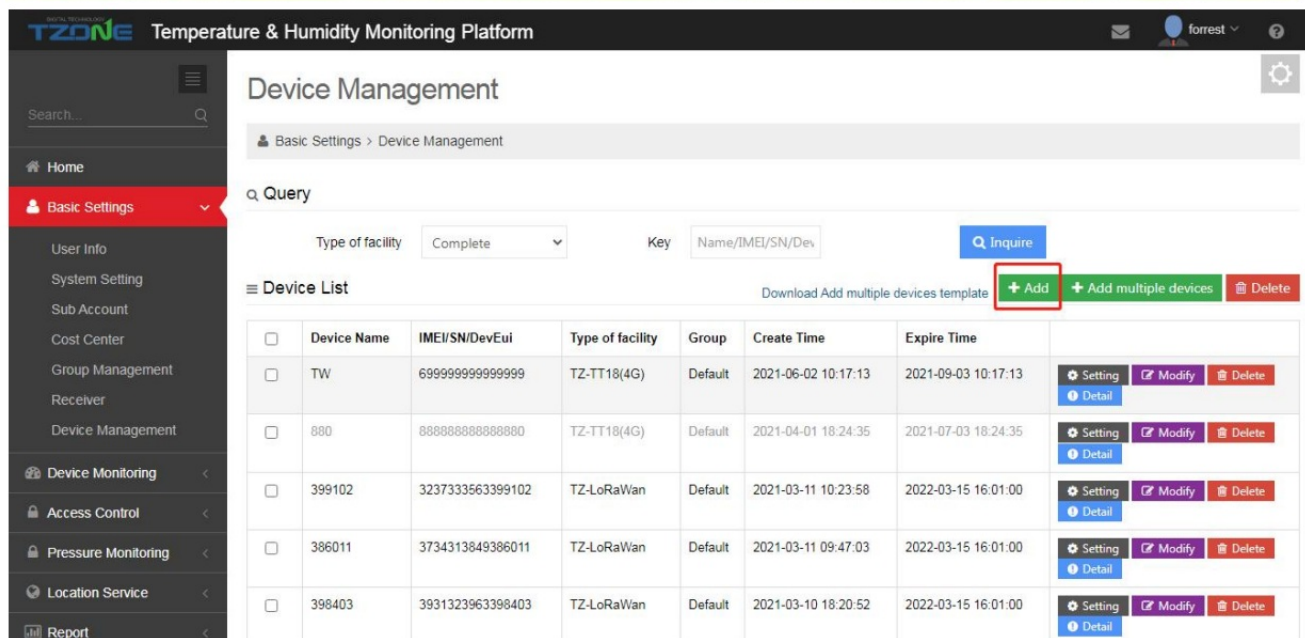 DIGITAL TECHNOLOGY
TZONE Temperature & Humidity Monitoring Platform forrest
Search...
Home
Basic Settings
User Info
System Setting
Sub Account
Cost Center
Group Management
Receiver
Device Management
Device Monitoring
Access Control
Pressure Monitoring
Location Service
Report
Device Management
Basic Settings > Device Management
Query
Type of facility Complete Key Name/IMEI/SN/Dev Inquire
Device List Download Add multiple devices template + Add + Add multiple devices Delete
Device Name IMEI/SN/DevEui Type of facility Group Create Time Expire Time
TW 699999999999999 TZ-TT18(4G) Default 2021-06-02 10:17:13 2021-09-03 10:17:13 Setting Modify Delete
Detail
880 888888888888880 TZ-TT18(4G) Default 2021-04-01 18:24:35 2021-07-03 18:24:35 Setting Modify Delete
Detail
399102 3237333563399102 TZ-LoRaWan Default 2021-03-11 10:23:58 2022-03-15 16:01:00 Setting Modify Delete
Detail
386011 3734313849386011 TZ-LoRaWan Default 2021-03-11 09:47:03 2022-03-15 16:01:00 Setting Modify Delete
Detail
398403 3931323963398403 TZ-LoRaWan Default 2021-03-10 18:20:52 2022-03-15 16:01:00 Setting Modify Delete
Detail